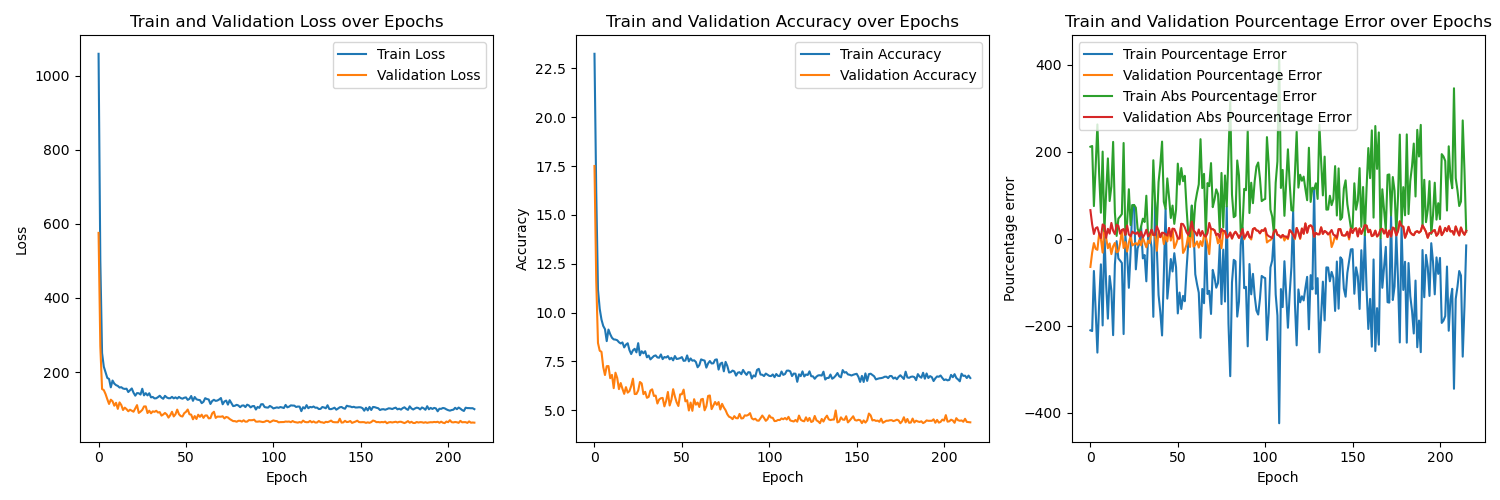 Train and Validation Loss over Epochs
Train Loss
Validation Loss
1000
800
600
400
200
Loss
0
50
100
150
200
Epoch
Train and Validation Accuracy over Epochs
Train Accuracy
Validation Accuracy
22.5
20.0
17.5
15.0
12.5
10.0
7.5
5.0
Accuracy
0
50
100
150
200
Epoch
Train and Validation Pourcentage Error over Epochs
Train Pourcentage Error
Validation Pourcentage Error
Train Abs Pourcentage Error
Validation Abs Pourcentage Error
400
200
0
−200
−400
Pourcentage error
0
50
100
150
200
Epoch